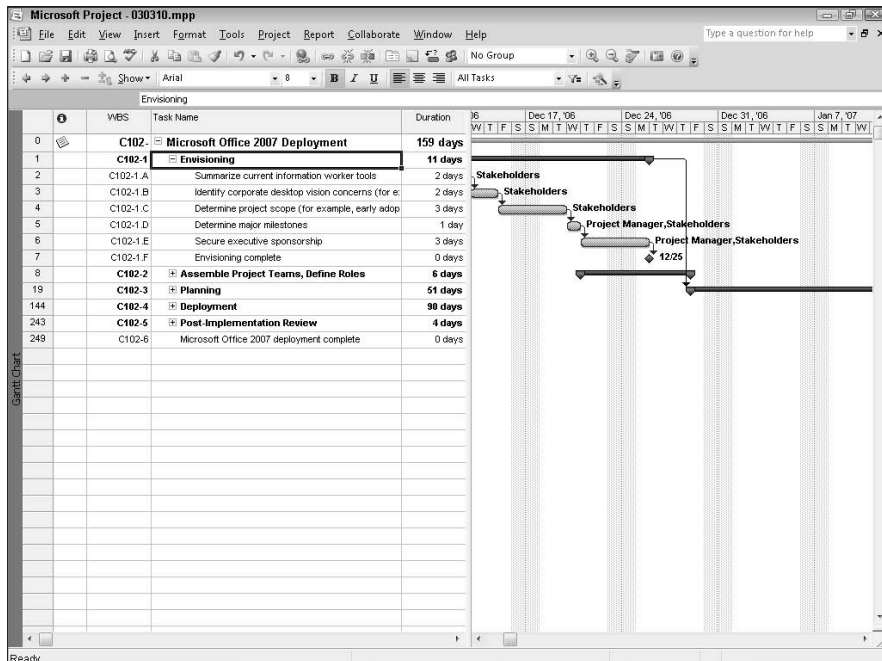 Microsoft Project - 030310.mpp
File Edit View Insert Format Tools Project Report Collaborate Window Help
Type a question for help
No Group
Show
Arial
8
B I U
All Tasks
Envisioning
WBS Task Name Duration
'06 Dec 17, '06 Dec 24, '06 Dec 31, '06 Jan 7, '07
W T F S S M T W T F S S M T W T F S S M T W T F S S M T W
0 C102- Microsoft Office 2007 Deployment 159 days
1 C102-1 Envisioning 11 days
2 C102-1.A Summarize current information worker tools 2 days Stakeholders
3 C102-1.B Identify corporate desktop vision concerns (for e: 2 days Stakeholders
4 C102-1.C Determine project scope (for example, early adop 3 days Stakeholders
5 C102-1.D Determine major milestones 1 day Project Manager,Stakeholders
6 C102-1.E Secure executive sponsorship 3 days Project Manager,Stakeholders
7 C102-1.F Envisioning complete 0 days 12/25
8 C102-2 Assemble Project Teams, Define Roles 6 days
19 C102-3 Planning 51 days
144 C102-4 Deployment 90 days
243 C102-5 Post-Implementation Review 4 days
249 C102-6 Microsoft Office 2007 deployment complete 0 days
Gantt Chart
Ready